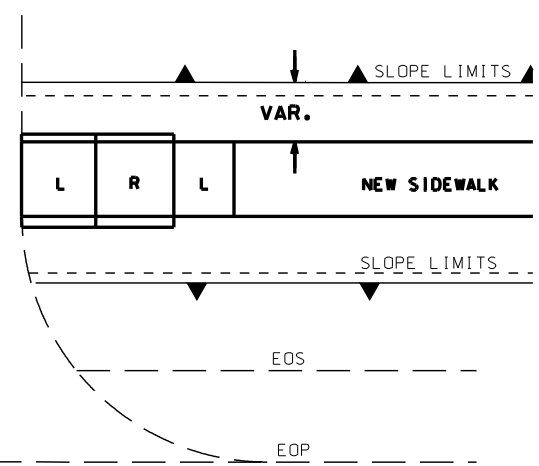 SLOPE LIMITS
VAR.
L R L NEW SIDEWALK
SLOPE LIMITS
EOS
EOP